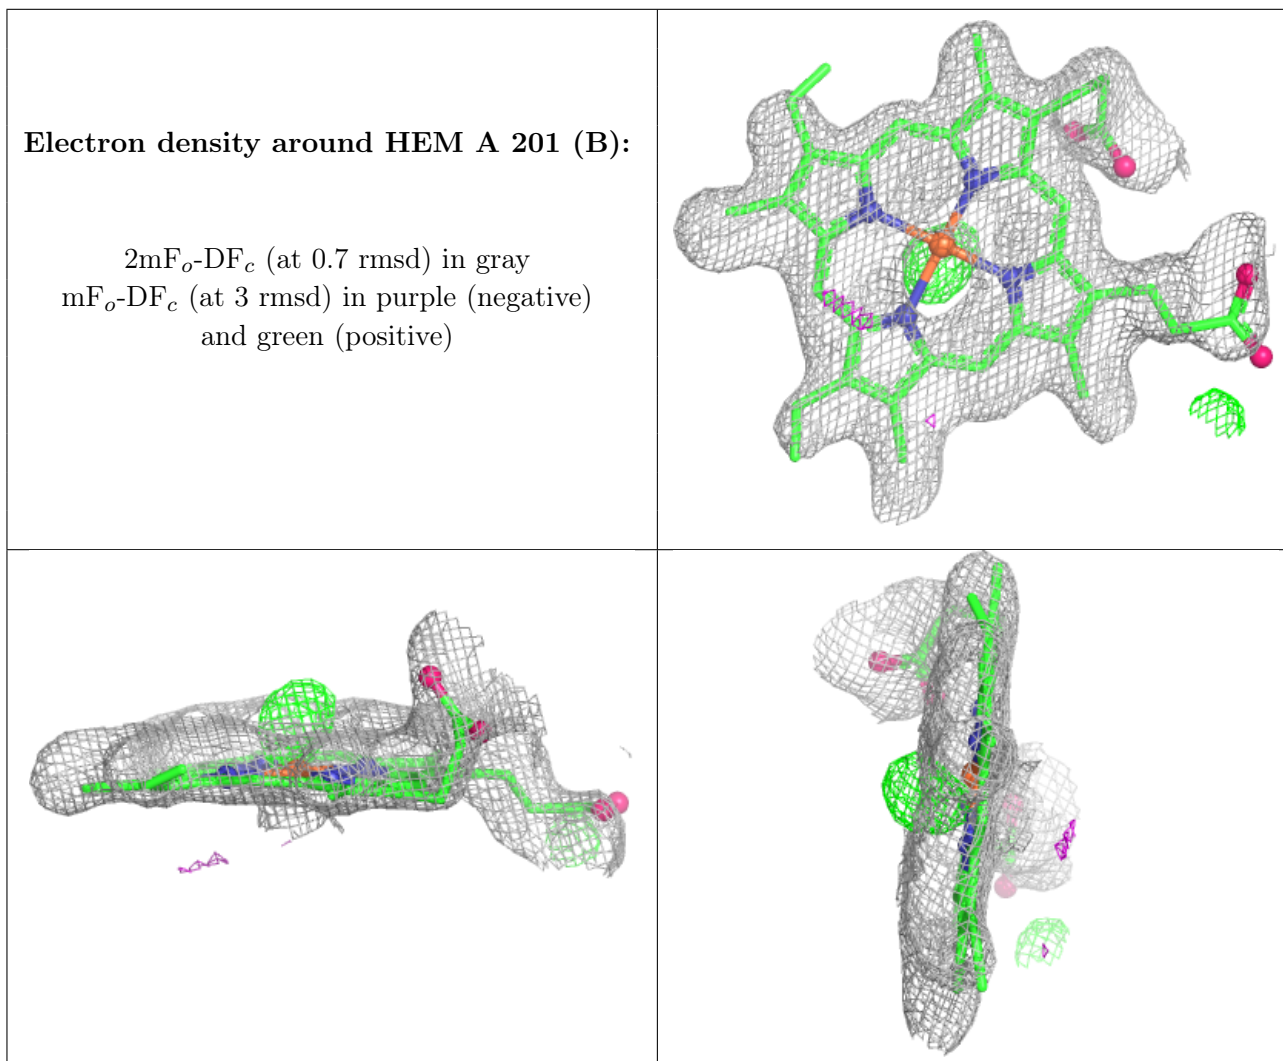 Electron density around HEM A 201 (B):
2mFₒ-DF𝒸 (at 0.7 rmsd) in gray
mFₒ-DF𝒸 (at 3 rmsd) in purple (negative)
and green (positive)